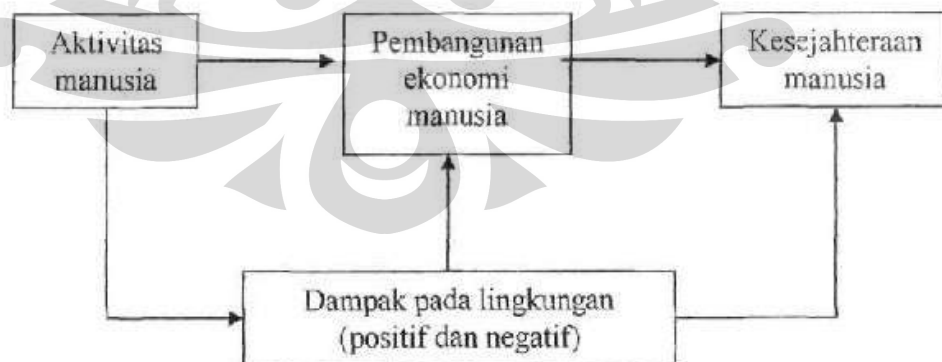 Aktivitas
manusia
Pembangunan
ekonomi
manusia
Kesejahteraan
manusia
Dampak pada lingkungan
(positif dan negatif)